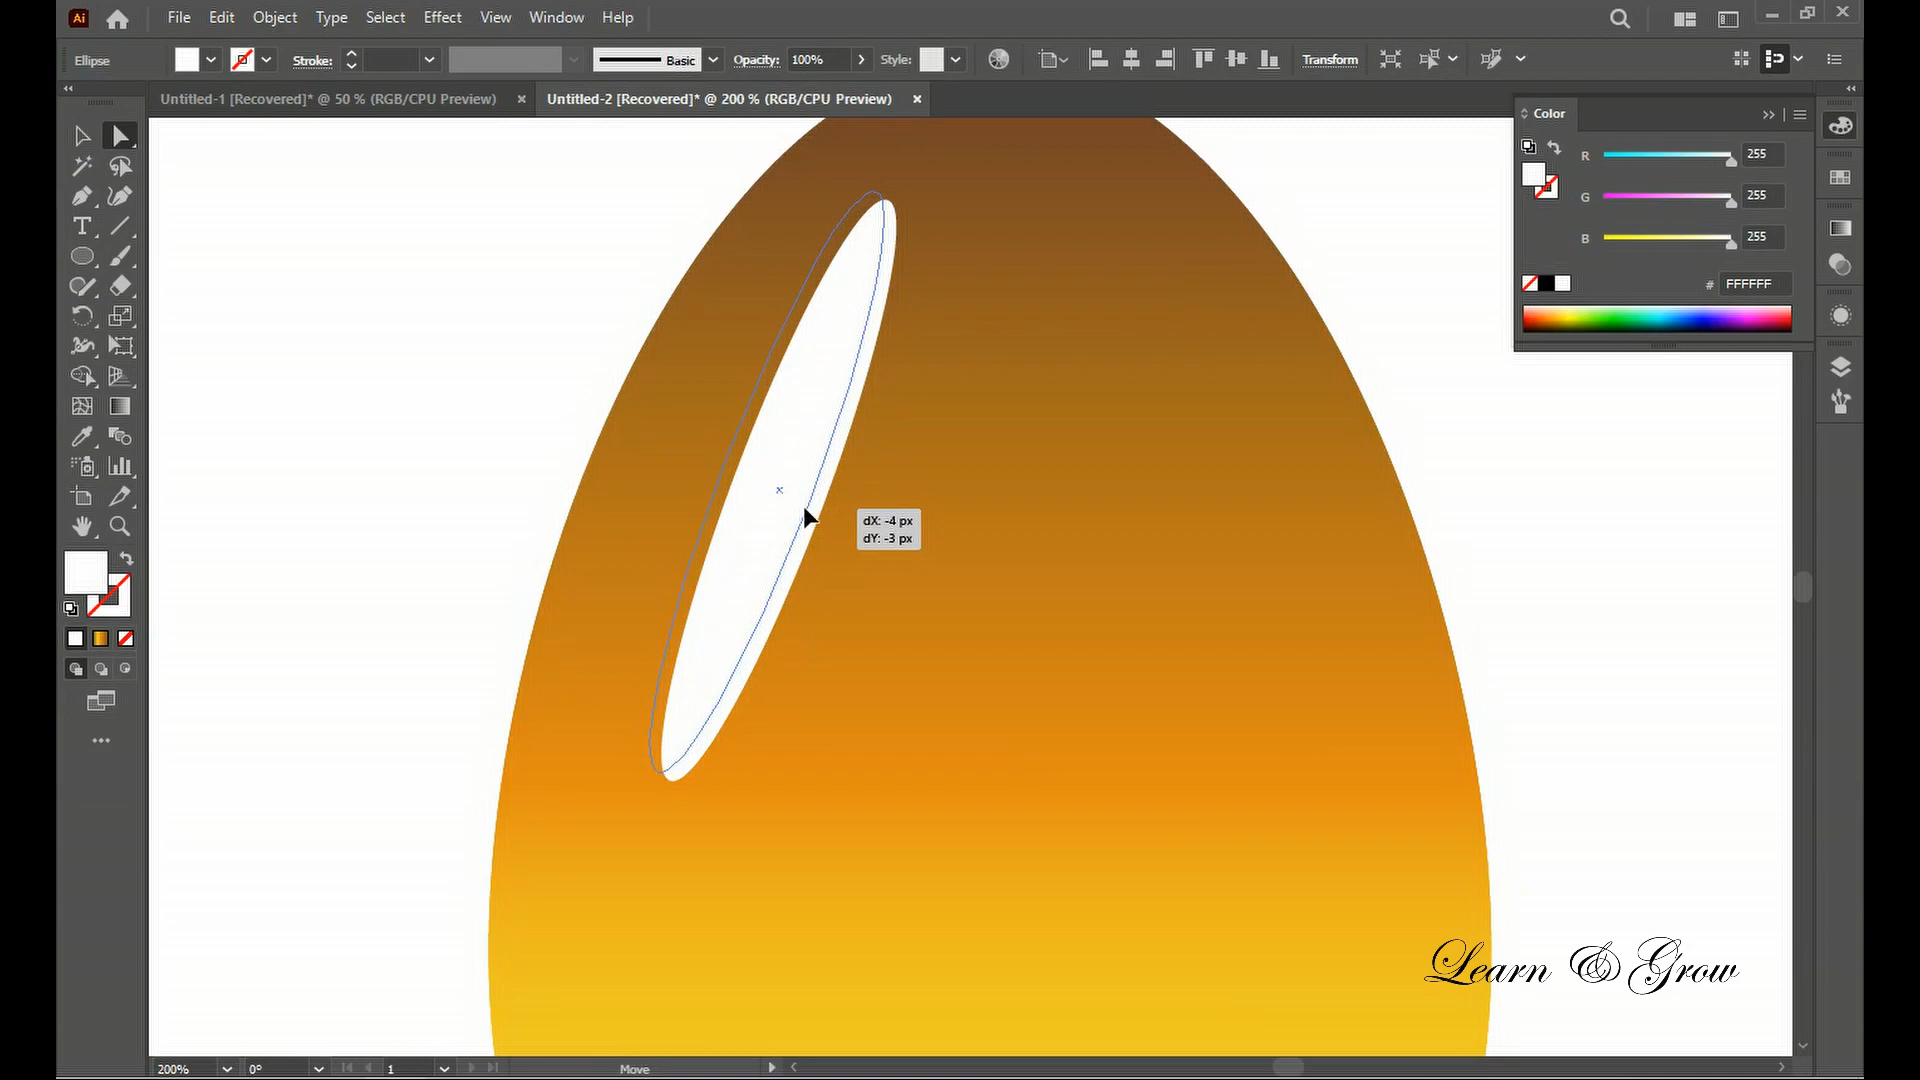 Ai File Edit Object Type Select Effect View Window Help
Ellipse Stroke: Basic Opacity: 100% Style: Transform
Untitled-1 [Recovered]* @ 50 % (RGB/CPU Preview) × Untitled-2 [Recovered]* @ 200 % (RGB/CPU Preview) ×
Color
R 255
G 255
B 255
# FFFFFF
dX: -4 px
dY: -3 px
Learn & Grow
200% 0° 1 Move